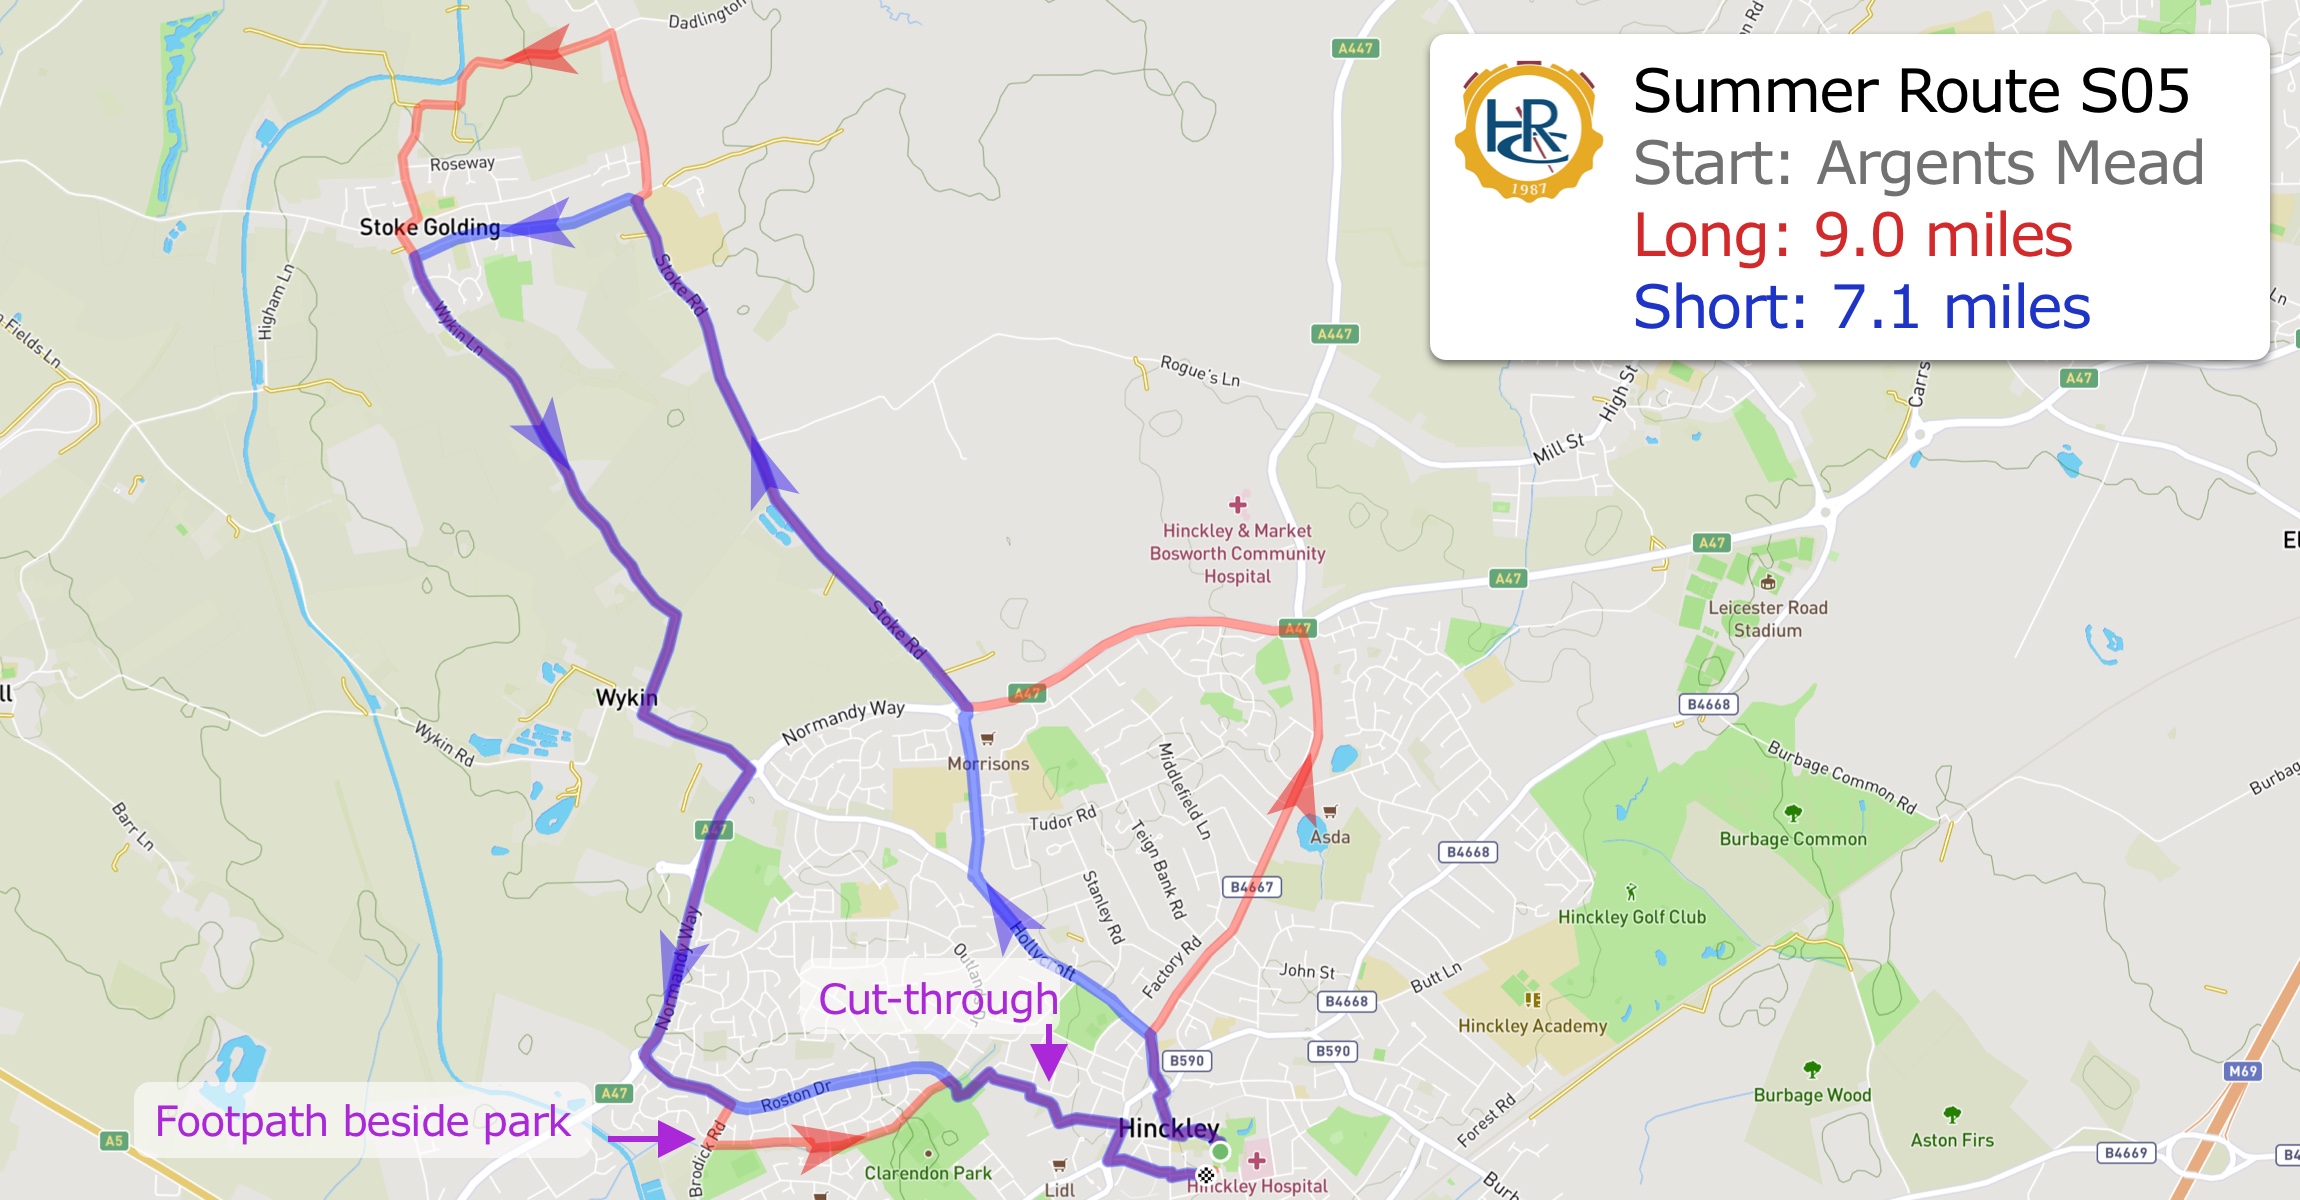 Dadlington
A447
Summer Route S05
Start: Argents Mead
Long: 9.0 miles
Short: 7.1 miles
HR
1987
Roseway
Stoke Golding
Stoke Rd
Higham Ln
Wykin Ln
Fields Ln
Ln
A447
Rogue's Ln
High St
Mill St
A47
Hinckley & Market
Bosworth Community
Hospital
A47
A47
Leicester Road
Stadium
Stoke Rd
A47
Wykin
A47
B4668
Normandy Way
Wykin Rd
Morrisons
Middlefield Ln
Burbage Common Rd
Barr Ln
Tudor Rd
Teign Bank Rd
Asda
A47
B4668
Burbage Common
Stanley Rd
B4667
Hinckley Golf Club
Normandy Way
Hollycroft
Factory Rd
John St
Butt Ln
B4668
Cut-through
Hinckley Academy
B590
B590
A47
Roston Dr
M69
Burbage Wood
Forest Rd
Aston Firs
Footpath beside park
A5
Hinckley
Brodick Rd
Clarendon Park
Lidl
Hinckley Hospital
B4669